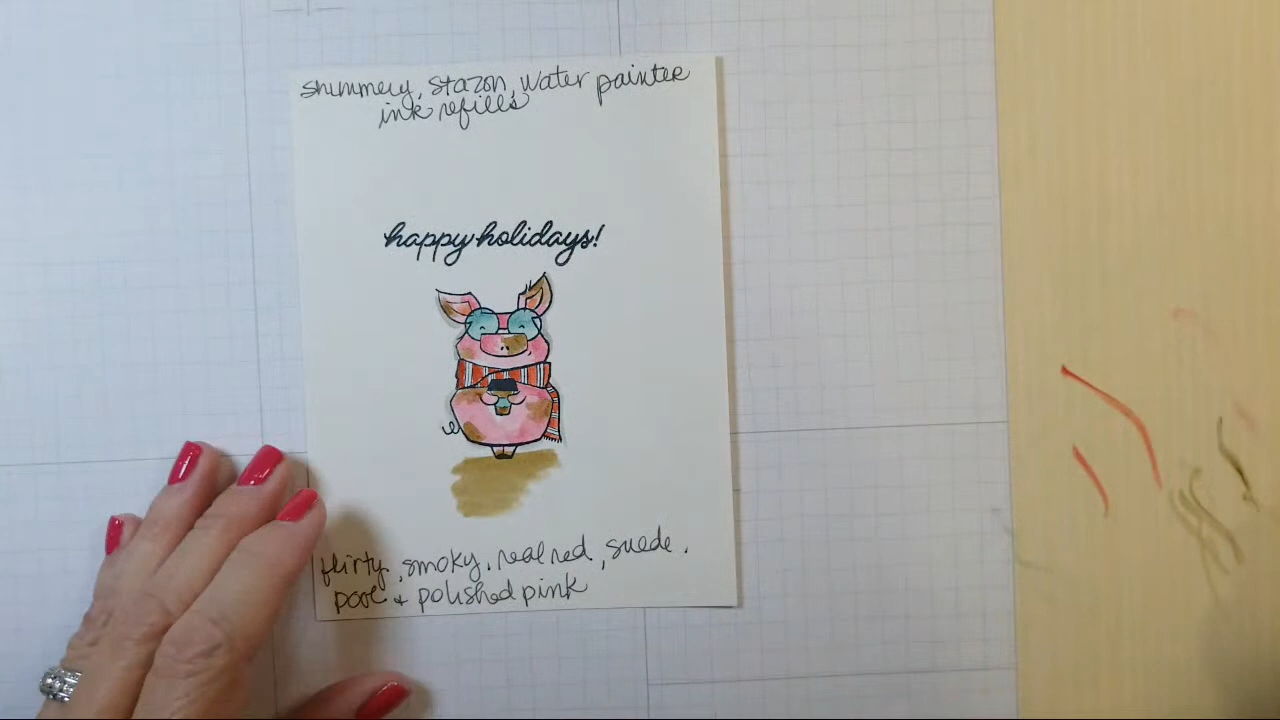 shimmery, stazon, water painter
ink refills
happy holidays!
flirty, smoky, real red, suede,
pool & polished pink